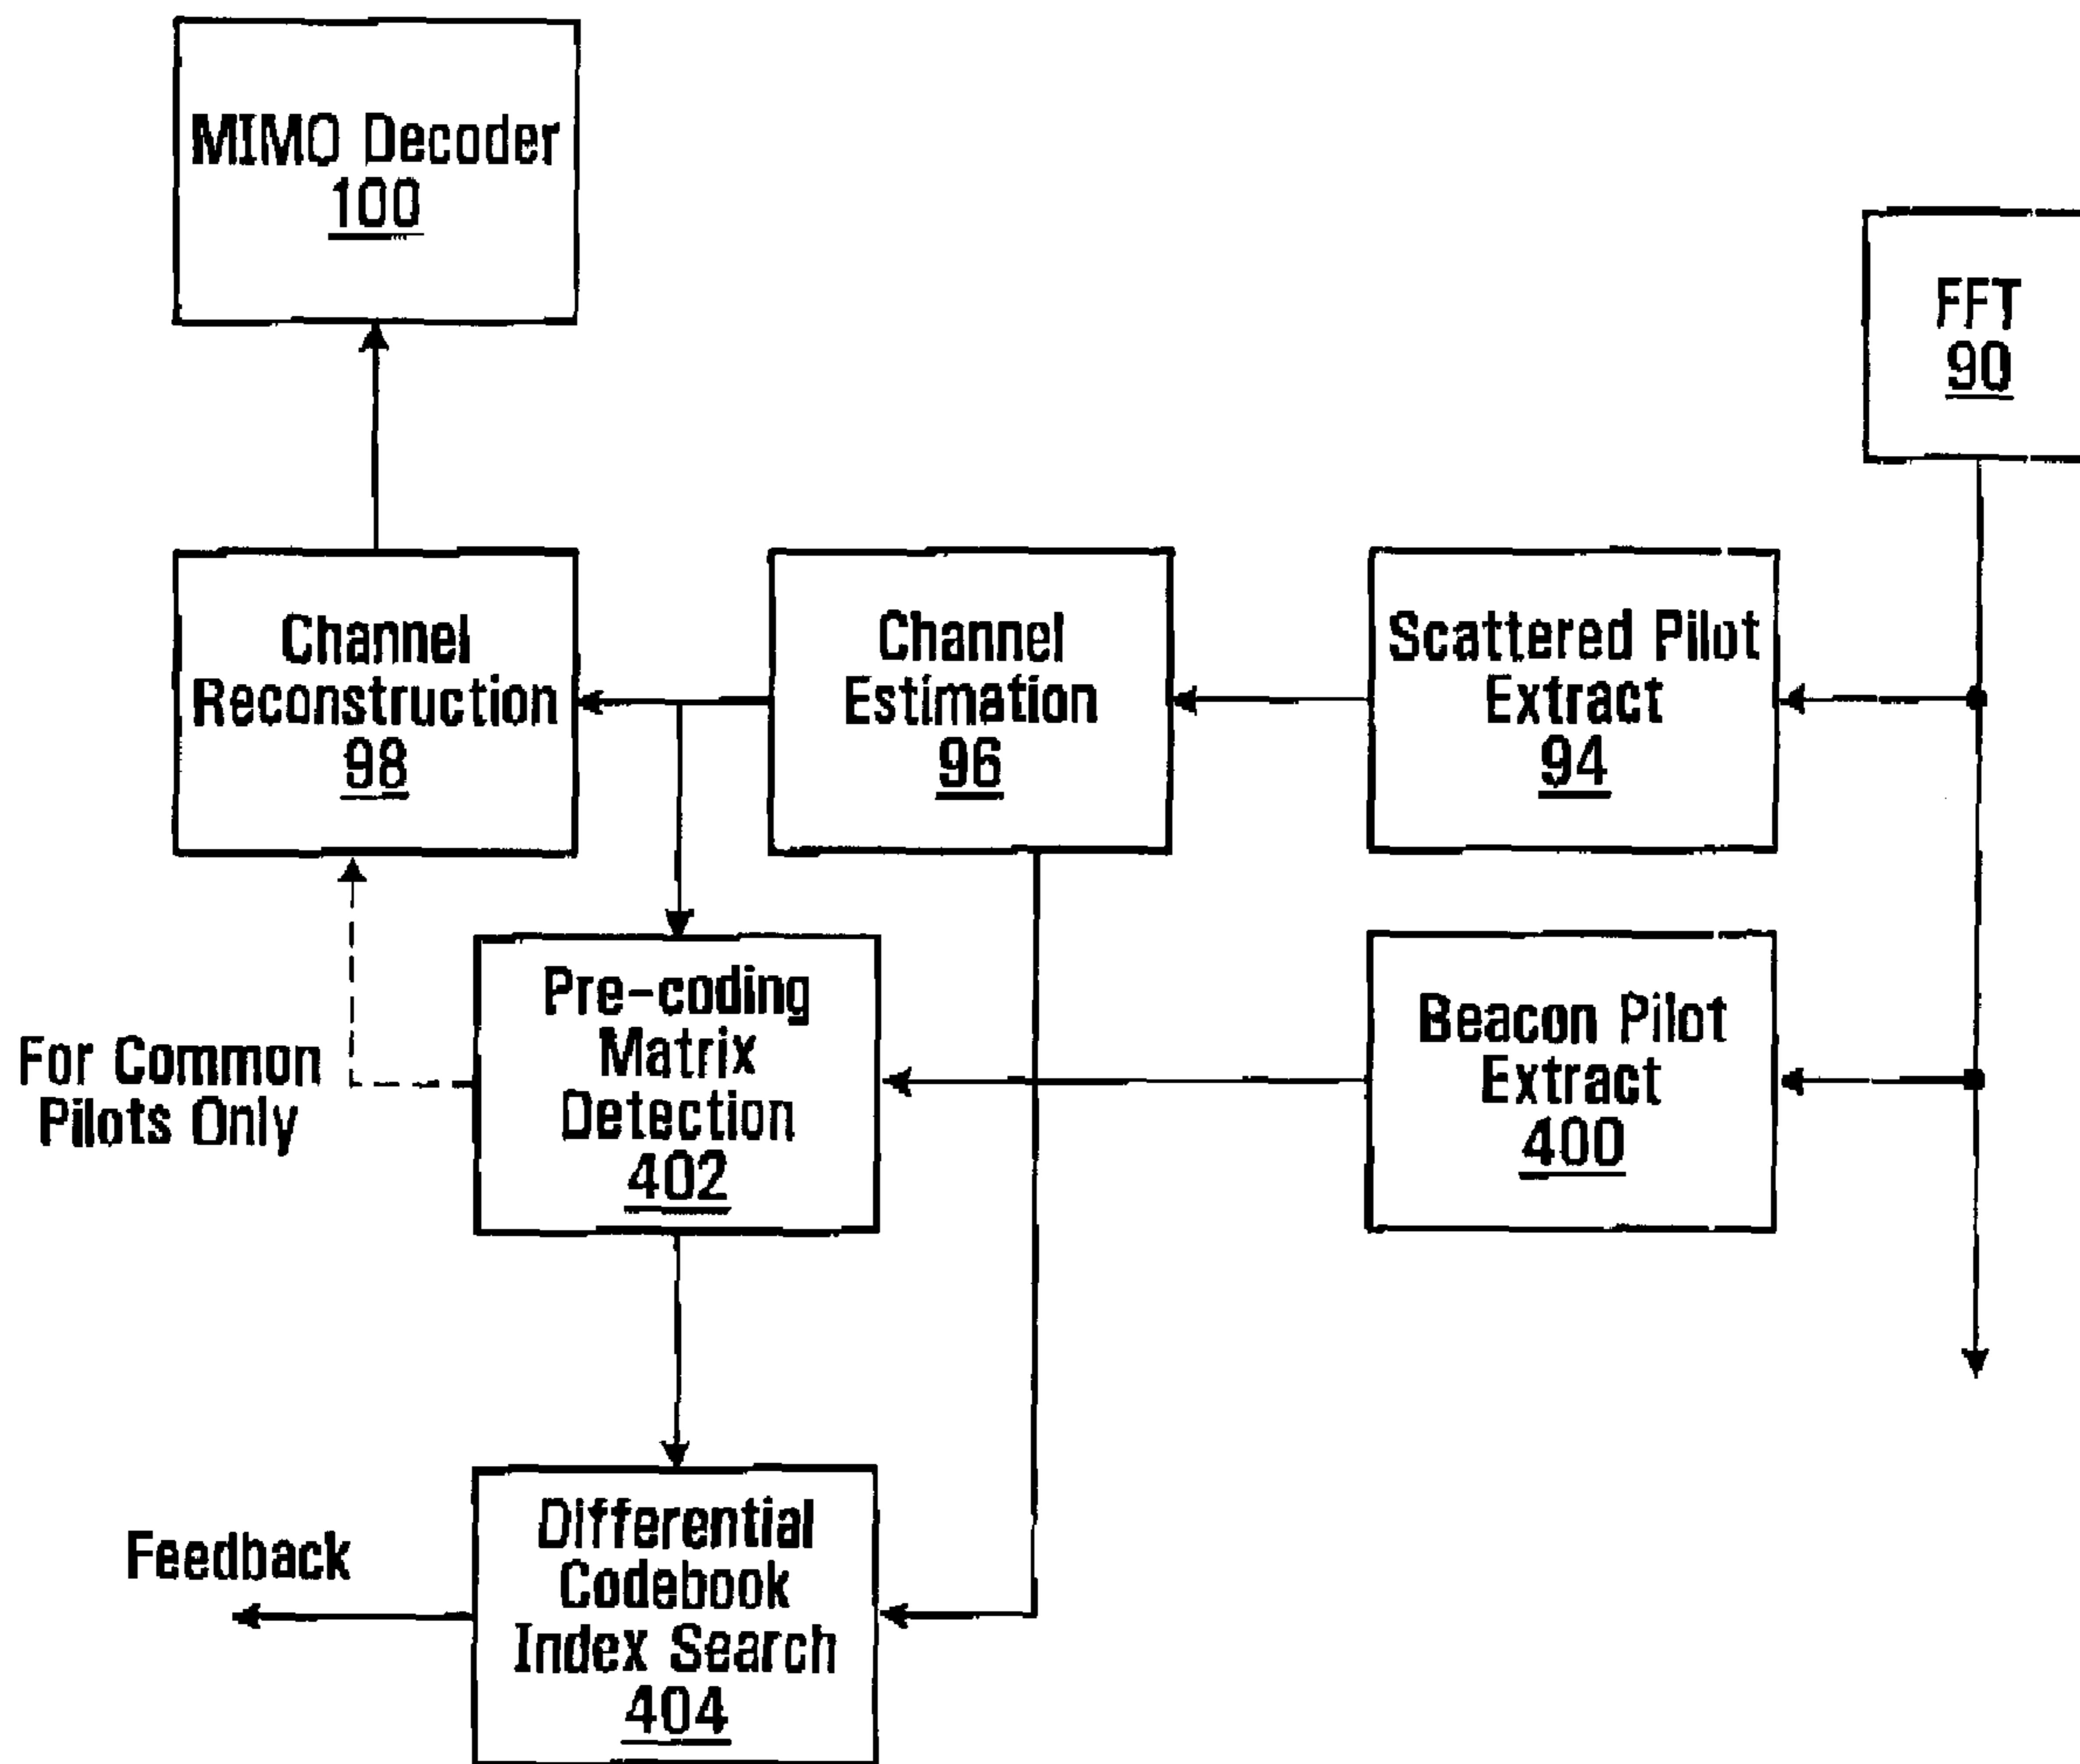 MIMO Decoder
100
FFT
90
Channel
Reconstruction
98
Channel
Estimation
96
Scattered Pilot
Extract
94
For Common
Pilots Only
Pre-coding
Matrix
Detection
402
Beacon Pilot
Extract
400
Feedback
Differential
Codebook
Index Search
404